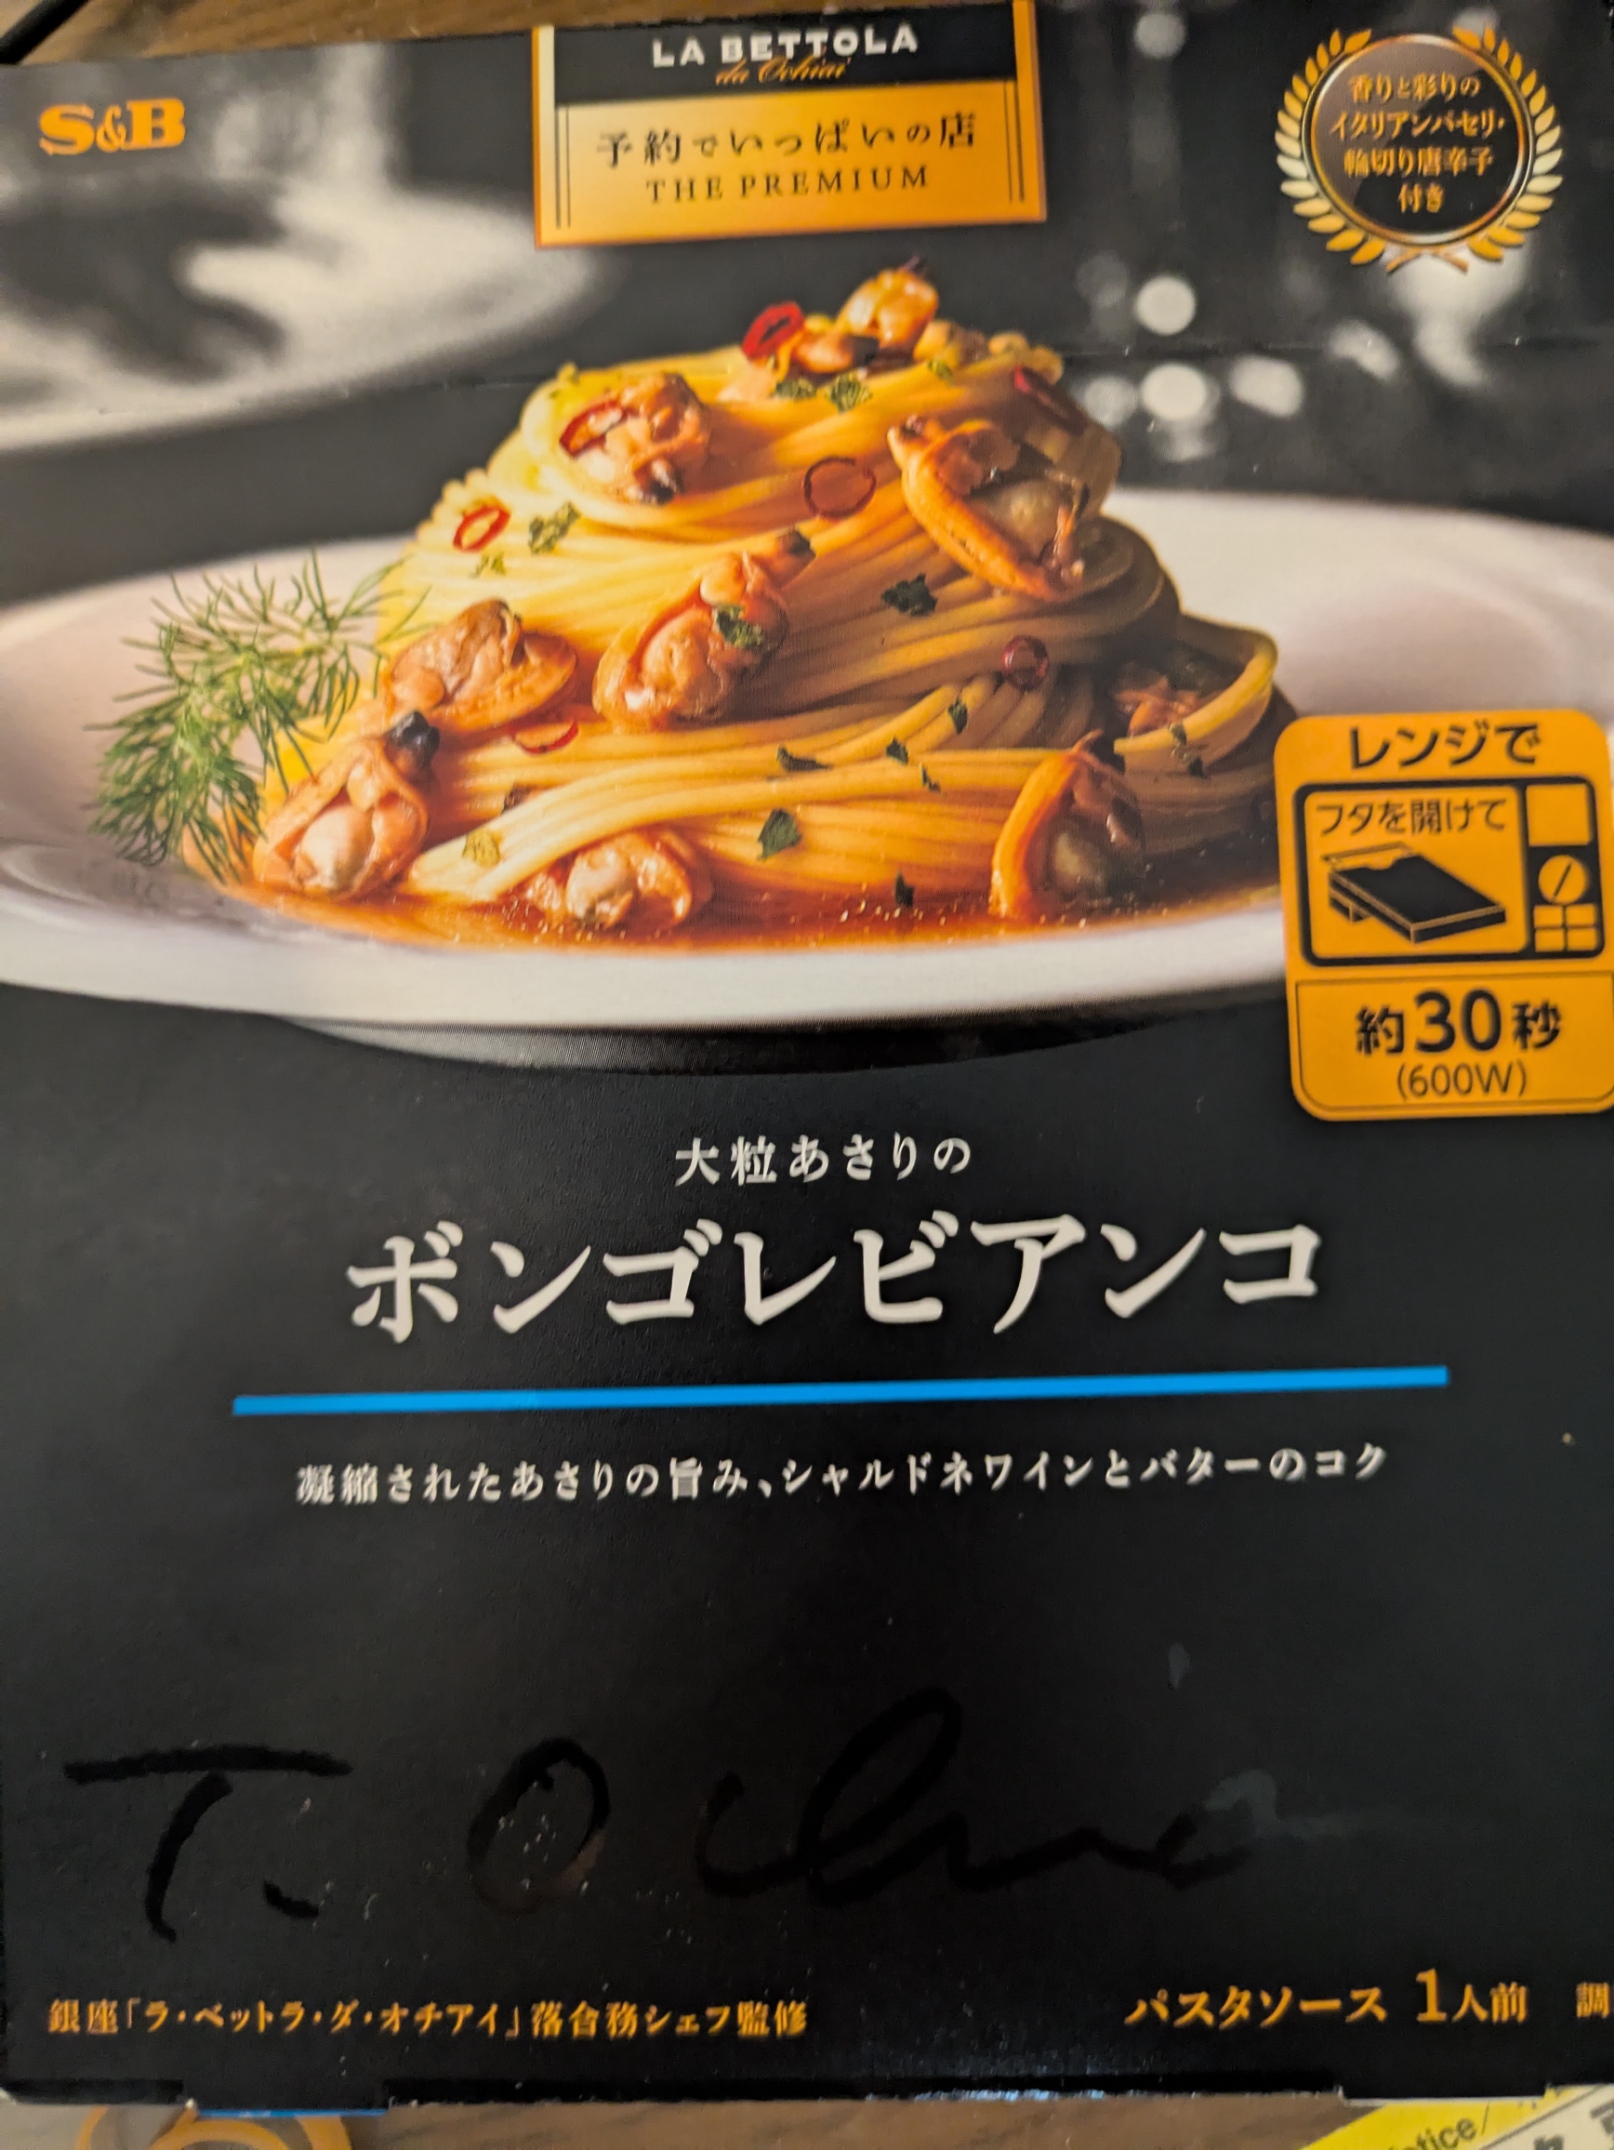 S&B
LA BETTOLA
da Ochiai
予約でいっぱいの店
THE PREMIUM
香りと彩りの
イタリアンパセリ・
輪切り唐辛子
付き
レンジで
フタを開けて
約30秒
(600W)
大粒あさりの
ボンゴレビアンコ
凝縮されたあさりの旨み、シャルドネワインとバターのコク
T. Ochiai
銀座「ラ・ベットラ・ダ・オチアイ」落合務シェフ監修
パスタソース 1人前 調